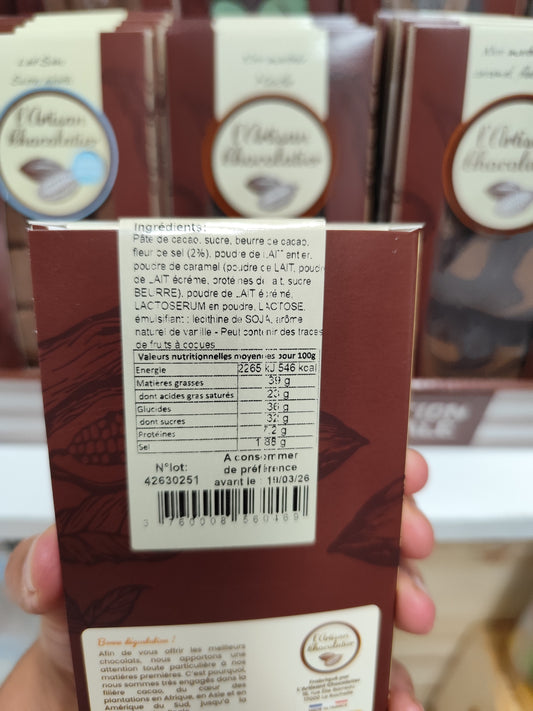 L'Artisan
Chocolatier
L'Artisan
Chocolatier
L'Artisan
Chocolatier
Ingrédients:
Pâte de cacao, sucre, beurre de cacao,
fleur de sel (2%), poudre de LAIT entier,
poudre de caramel (poudre de LAIT, poudre
de LAIT écrémé, protéines de lait, sucre
BEURRE), poudre de LAIT écrémé,
LACTOSERUM en poudre, LACTOSE,
émulsifiant: lécithine de SOJA, arôme
naturel de vanille - Peut contenir des traces
de fruits à coques
Valeurs nutritionnelles moyennes pour 100g
Energie 2265 kJ 546 kcal
Matières grasses 39 g
dont acides gras saturés 23 g
Glucides 36 g
dont sucres 32 g
Protéines 7,2 g
Sel 1,88 g
A consommer
N°lot: de préférence
42630251 avant le 19/03/26
3 760008 560469
Bonne dégustation !
Afin de vous offrir les meilleurs
chocolats, nous apportons une
attention toute particulière à nos
matières premières. C'est pourquoi,
nous sommes très engagés dans la
filière cacao, du cœur des
plantations en Afrique, en Asie et en
Amérique du Sud, jusqu'à la
L'Artisan
Chocolatier
Fabriqué par
L'Artisan Chocolatier
17000 La Rochelle